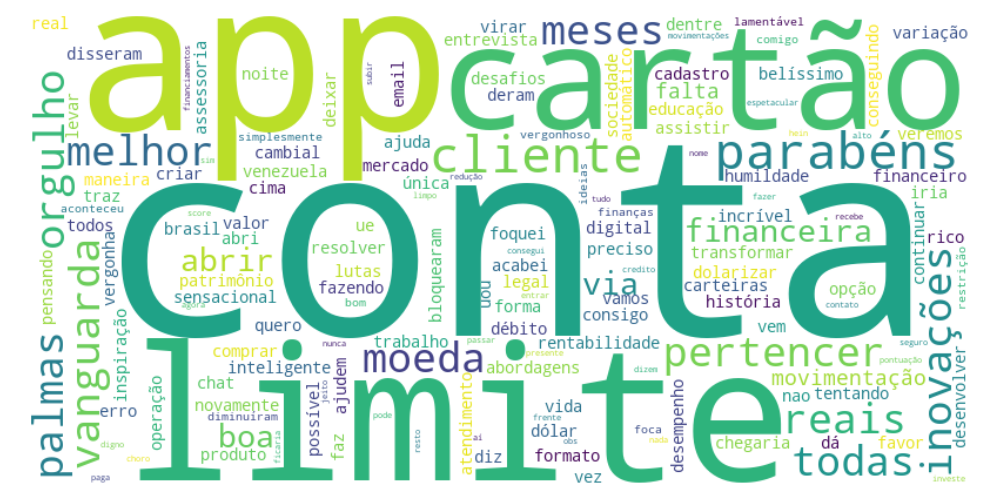 real
app
cartão
virar
entrevista
meses
dentre
lamentável
movimentações
comigo
variação
disseram
financiamentos
assessoria
noite
deixar
subir
email
desafios
deram
espetacular
sociedade
automático
cadastro
falta
educação
assistir
belíssimo
conseguindo
levar
orgulho
melhor
simplesmente
cambial
ajuda
vergonhoso
cliente
parabéns
alto
hein
veremos
maneira
criar
sim
venezuela
mercado
redução
nome
humildade
financeiro
traz
cima
única
limpo
ideias
tudo
fazer
iria
aconteceu
todos
conta
score
valor
ue
foquei
finanças
digital
incrível
recebe
continuar
rico
brasil
abri
resolver
bloquearam
consegui
preciso
financeira
pensando
vanguarda
vergonha
abrir
lutas
acabei
uou
legal
via
credito
transformar
dolarizar
patrimônio
fazendo
entrar
vamos
carteiras
opção
inovações
restrição
sensacional
bom
forma
consigo
história
contato
agora
quero
débito
vem
seguro
palmas
inspiração
limite
nunca
trabalho
passar
rentabilidade
comprar
inteligente
moeda
abordagens
dizem
pertencer
pontuação
erro
operação
chat
possível
jeito
ajudem
presente
movimentação
desenvolver
novamente
diminuiram
pode
atendimento
vida
frente
desempenho
nao
tentando
digno
boa
faz
dólar
obs
foca
reais
produto
resto
ai
diz
formato
nada
chegaria
dá
favor
choro
ficaria
paga
vez
todas
investe